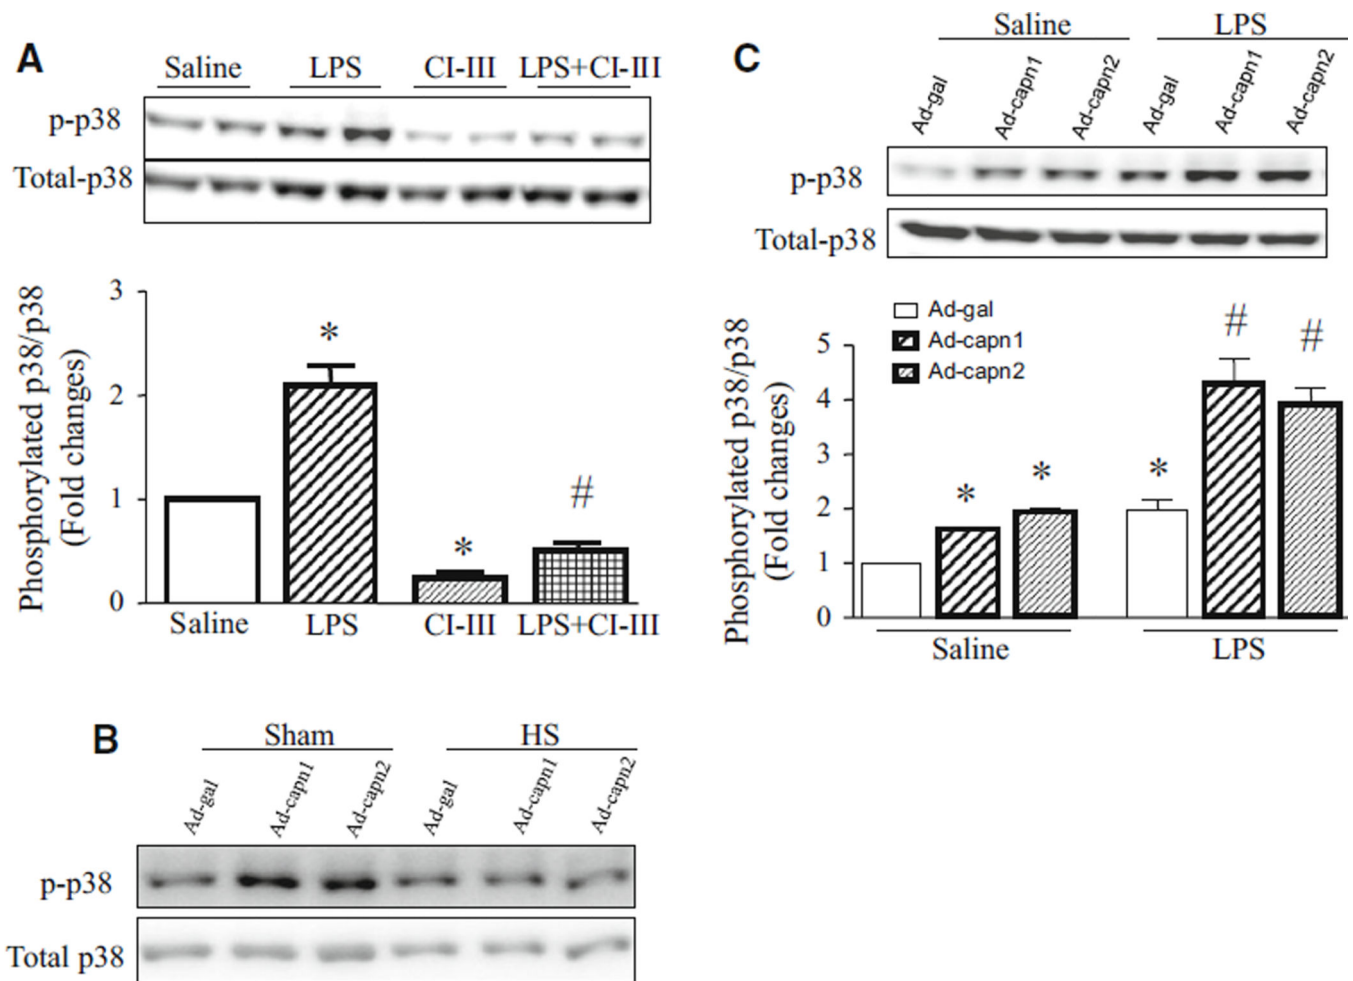 A
Saline LPS CI-III LPS+CI-III
p-p38
Total-p38
Phosphorylated p38/p38
(Fold changes)
3
2
1
0
*
*
#
Saline LPS CI-III LPS+CI-III
B
Sham HS
Ad-gal Ad-capn1 Ad-capn2 Ad-gal Ad-capn1 Ad-capn2
p-p38
Total p38
C
Saline LPS
Ad-gal Ad-capn1 Ad-capn2 Ad-gal Ad-capn1 Ad-capn2
p-p38
Total-p38
Ad-gal
Ad-capn1
Ad-capn2
Phosphorylated p38/p38
(Fold changes)
5
4
3
2
1
0
* * * # #
Saline LPS